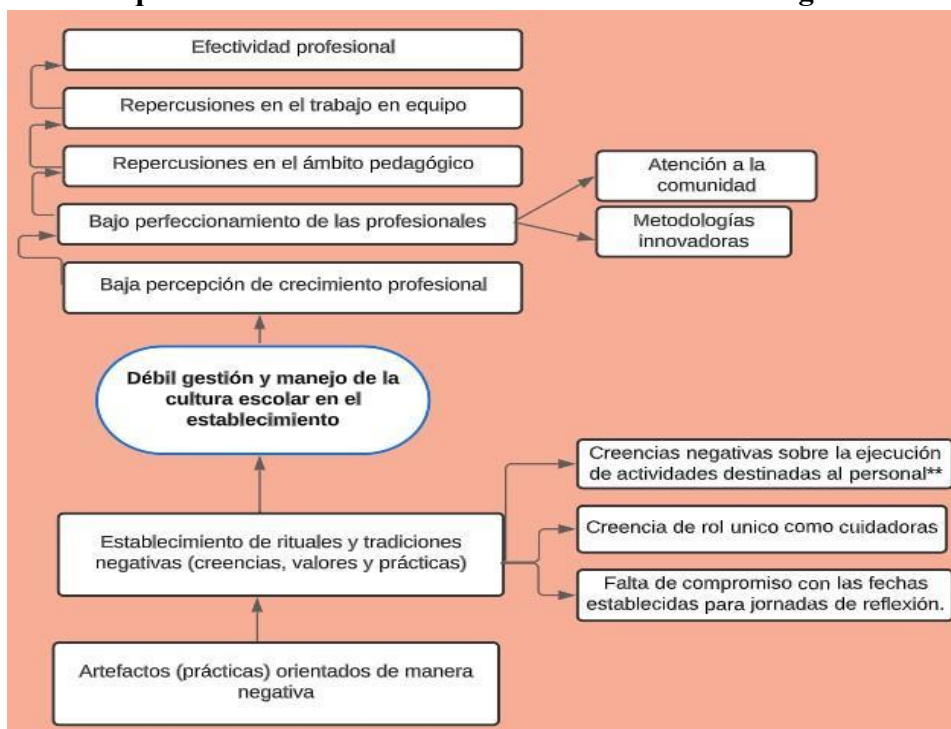 Efectividad profesional
Repercusiones en el trabajo en equipo
Repercusiones en el ámbito pedagógico
Bajo perfeccionamiento de las profesionales
Atención a la
comunidad
Metodologías
innovadoras
Baja percepción de crecimiento profesional
Débil gestión y manejo de la
cultura escolar en el
establecimiento
Establecimiento de rituales y tradiciones
negativas (creencias, valores y prácticas)
Creencias negativas sobre la ejecución
de actividades destinadas al personal**
Creencia de rol unico como cuidadoras
Falta de compromiso con las fechas
establecidas para jornadas de reflexión.
Artefactos (prácticas) orientados de manera
negativa